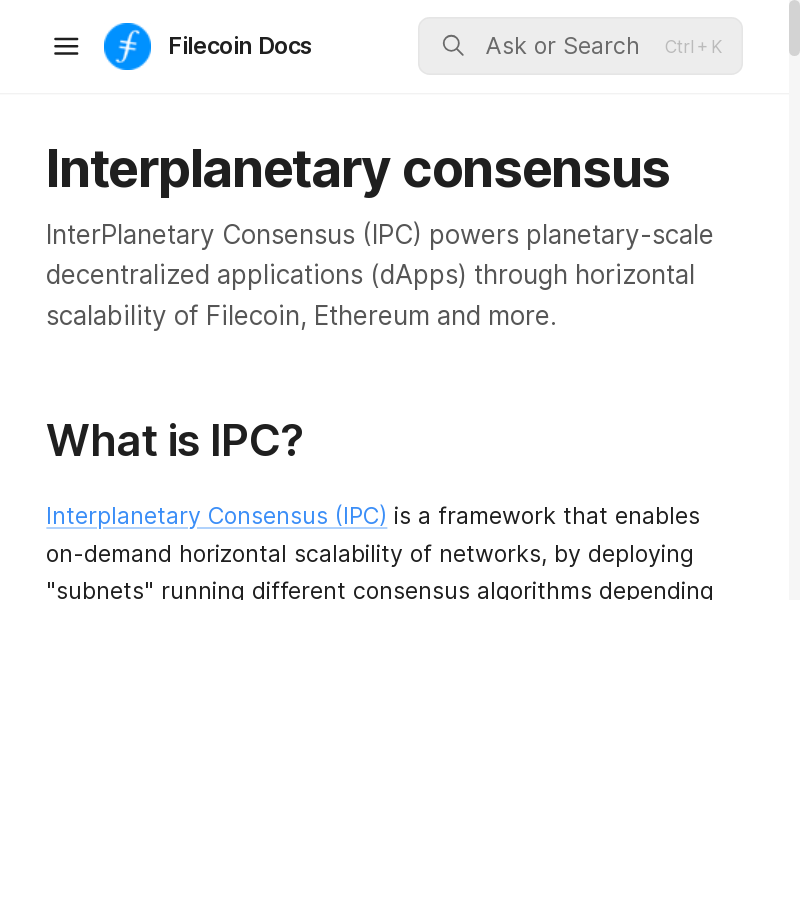 Filecoin Docs
Ask or Search Ctrl + K
Interplanetary consensus
InterPlanetary Consensus (IPC) powers planetary-scale
decentralized applications (dApps) through horizontal
scalability of Filecoin, Ethereum and more.
What is IPC?
Interplanetary Consensus (IPC) is a framework that enables
on-demand horizontal scalability of networks, by deploying
"subnets" running different consensus algorithms depending